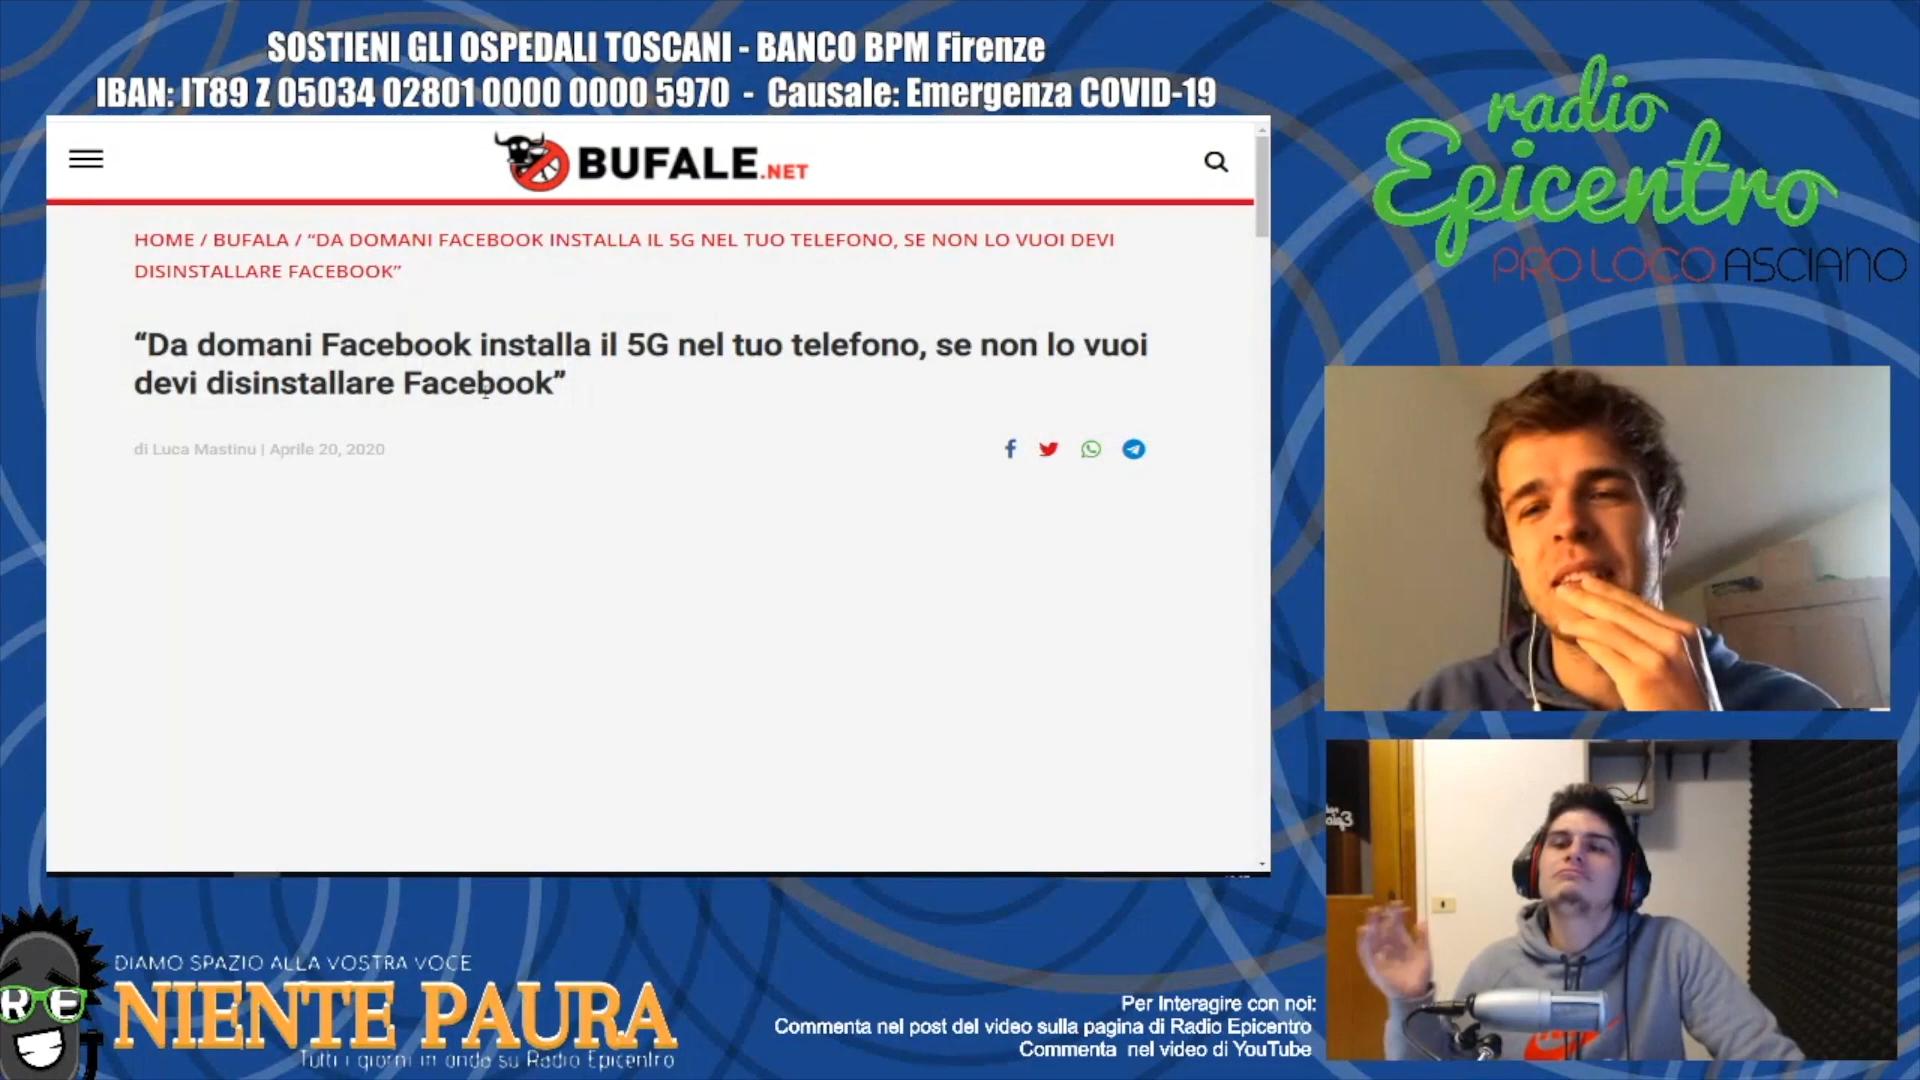 SOSTIENI GLI OSPEDALI TOSCANI - BANCO BPM Firenze
IBAN: IT89 Z 05034 02801 0000 0000 5970 - Causale: Emergenza COVID-19
radio
Epicentro
PRO LOCO ASCIANO
BUFALE.NET
HOME / BUFALA / “DA DOMANI FACEBOOK INSTALLA IL 5G NEL TUO TELEFONO, SE NON LO VUOI DEVI
DISINSTALLARE FACEBOOK”
“Da domani Facebook installa il 5G nel tuo telefono, se non lo vuoi
devi disinstallare Facebook”
di Luca Mastinu | Aprile 20, 2020
RE
DIAMO SPAZIO ALLA VOSTRA VOCE
NIENTE PAURA
Tutti i giorni in onda su Radio Epicentro
Per Interagire con noi:
Commenta nel post del video sulla pagina di Radio Epicentro
Commenta nel video di YouTube